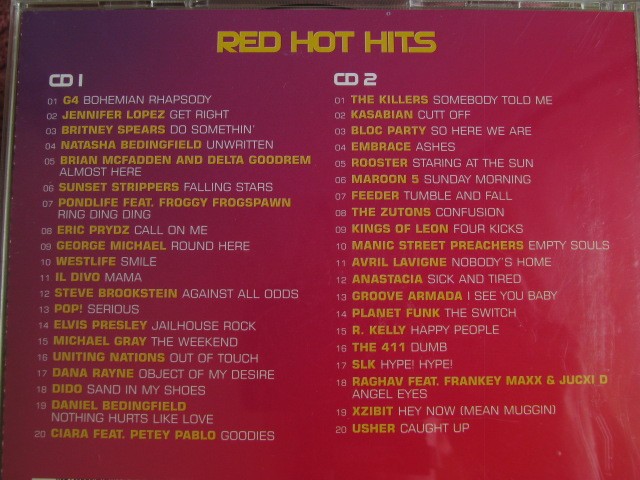 RED HOT HITS
CD 1
01 G4 BOHEMIAN RHAPSODY
02 JENNIFER LOPEZ GET RIGHT
03 BRITNEY SPEARS DO SOMETHIN'
04 NATASHA BEDINGFIELD UNWRITTEN
05 BRIAN MCFADDEN AND DELTA GOODREM
ALMOST HERE
06 SUNSET STRIPPERS FALLING STARS
07 PONDLIFE FEAT. FROGGY FROGSPAWN
RING DING DING
08 ERIC PRYDZ CALL ON ME
09 GEORGE MICHAEL ROUND HERE
10 WESTLIFE SMILE
11 IL DIVO MAMA
12 STEVE BROOKSTEIN AGAINST ALL ODDS
13 POP! SERIOUS
14 ELVIS PRESLEY JAILHOUSE ROCK
15 MICHAEL GRAY THE WEEKEND
16 UNITING NATIONS OUT OF TOUCH
17 DANA RAYNE OBJECT OF MY DESIRE
18 DIDO SAND IN MY SHOES
19 DANIEL BEDINGFIELD
NOTHING HURTS LIKE LOVE
20 CIARA FEAT. PETEY PABLO GOODIES
CD 2
01 THE KILLERS SOMEBODY TOLD ME
02 KASABIAN CUTT OFF
03 BLOC PARTY SO HERE WE ARE
04 EMBRACE ASHES
05 ROOSTER STARING AT THE SUN
06 MAROON 5 SUNDAY MORNING
07 FEEDER TUMBLE AND FALL
08 THE ZUTONS CONFUSION
09 KINGS OF LEON FOUR KICKS
10 MANIC STREET PREACHERS EMPTY SOULS
11 AVRIL LAVIGNE NOBODY'S HOME
12 ANASTACIA SICK AND TIRED
13 GROOVE ARMADA I SEE YOU BABY
14 PLANET FUNK THE SWITCH
15 R. KELLY HAPPY PEOPLE
16 THE 411 DUMB
17 SLK HYPE! HYPE!
18 RAGHAV FEAT. FRANKEY MAXX & JUCXI D
ANGEL EYES
19 XZIBIT HEY NOW (MEAN MUGGIN)
20 USHER CAUGHT UP